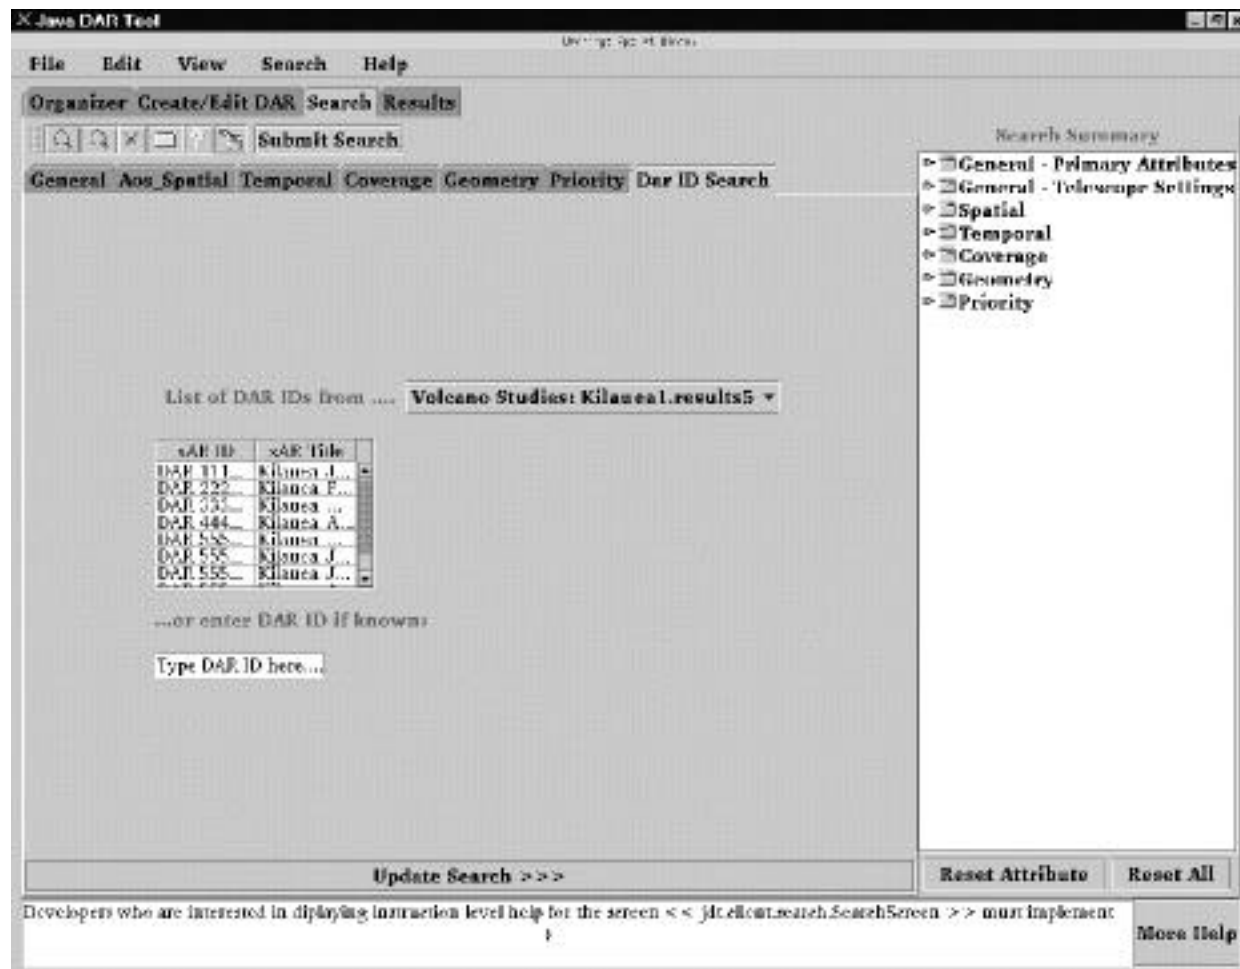 Java DAR Tool
File Edit View Search Help
Organizer Create/Edit DAR Search Results
Submit Search
Search Summary
General Aos_Spatial Temporal Coverage Geometry Priority Dar ID Search
General - Primary Attributes
General - Telescope Settings
Spatial
Temporal
Coverage
Geometry
Priority
List of DAR IDs from .... Volcano Studies: Kilauea1.results5
xAR ID xAR Title
DAR 111... Kilauea J...
DAR 222... Kilauea F...
DAR 333... Kilauea ...
DAR 444... Kilauea A...
DAR 555... Kilauea ...
DAR 555... Kilauea J...
DAR 555... Kilauea J...
...or enter DAR ID if known:
Type DAR ID here....
Update Search >>>
Reset Attribute Reset All
Developers who are interested in diplaying instruction level help for the screen < < jdt.client.search.SearchScreen > > must implement
More Help